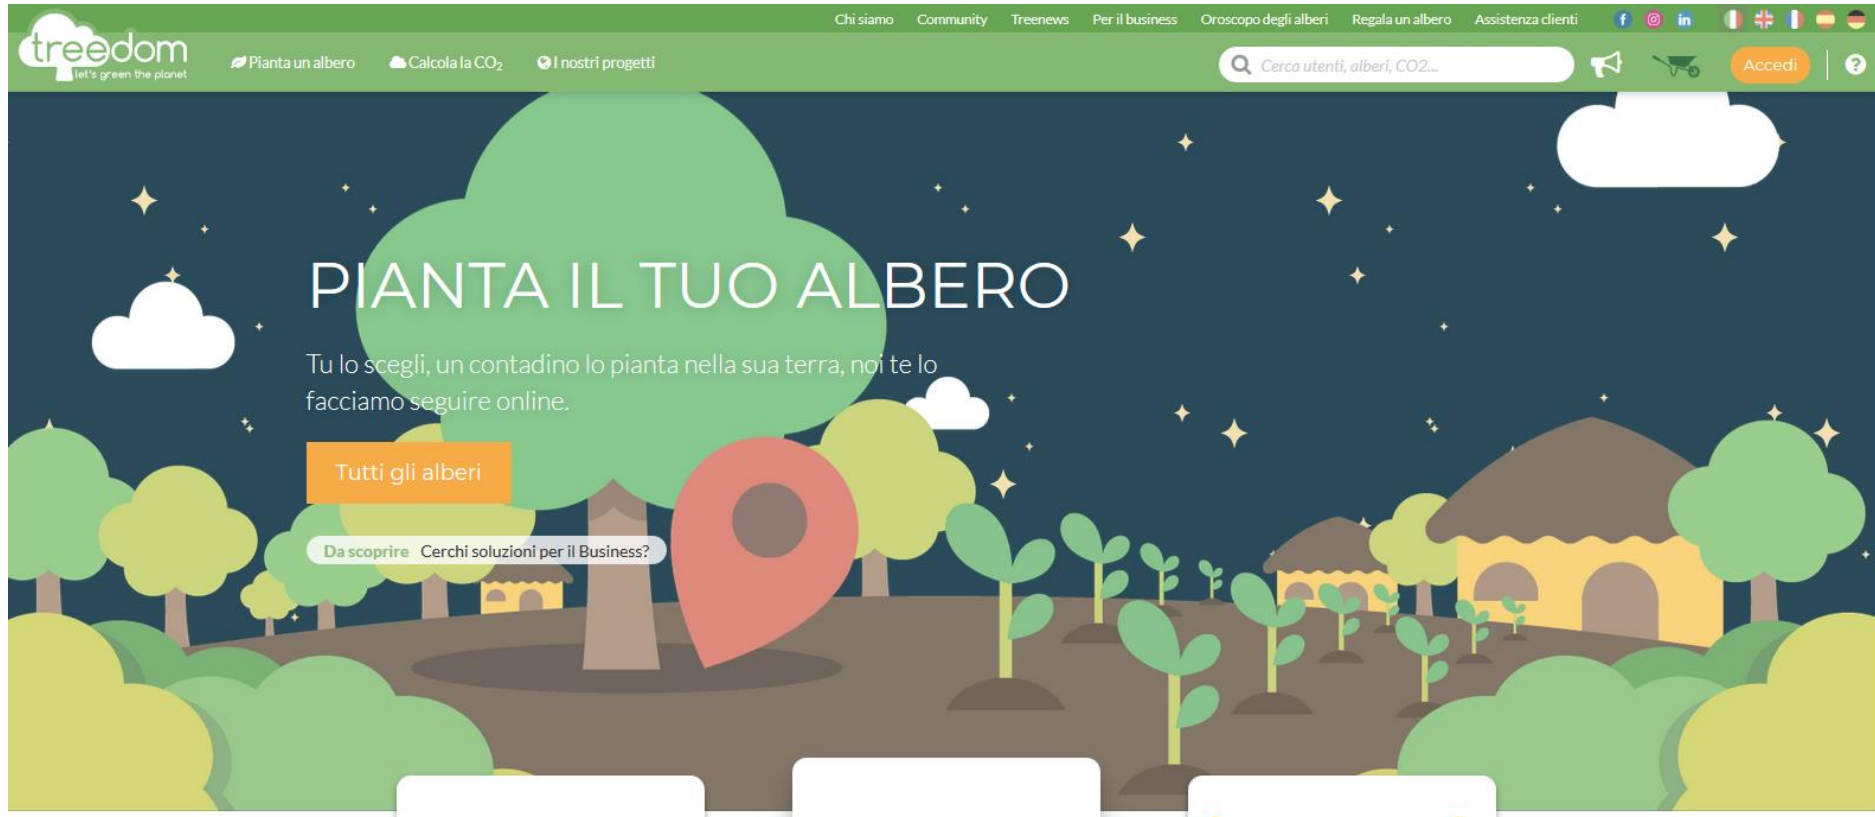 Chi siamo Community Treenews Per il business Oroscopo degli alberi Regala un albero Assistenza clienti
treedom
let's green the planet
Pianta un albero Calcola la CO₂ I nostri progetti
Cerca utenti, alberi, CO2...
Accedi
PIANTA IL TUO ALBERO
Tu lo scegli, un contadino lo pianta nella sua terra, noi te lo
facciamo seguire online.
Tutti gli alberi
Da scoprire Cerchi soluzioni per il Business?